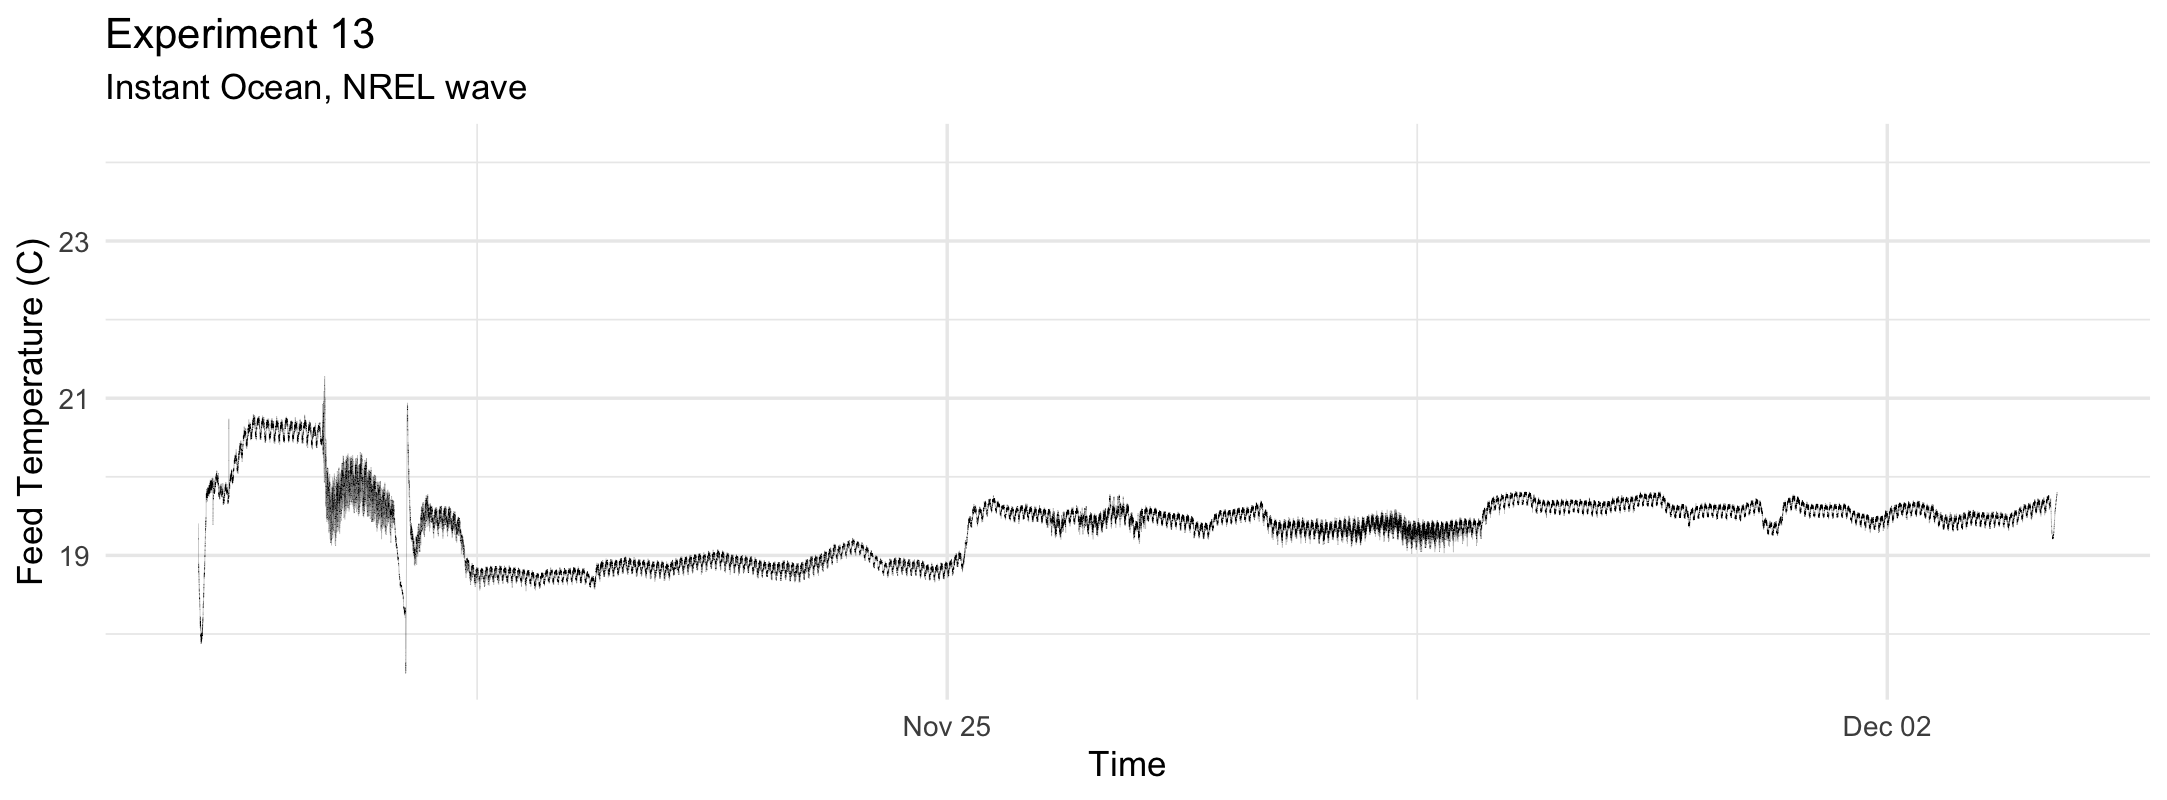 Experiment 13
Instant Ocean, NREL wave
Feed Temperature (C)
23
21
19
Nov 25
Dec 02
Time